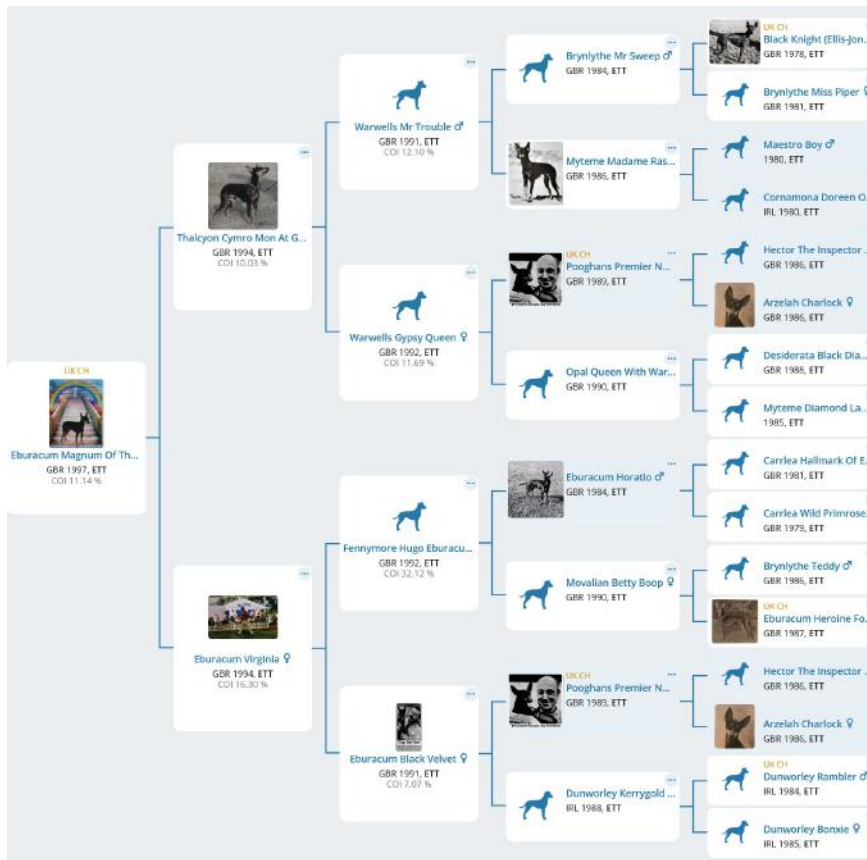 UK CH
Eburacum Magnum Of Th...
GBR 1997, ETT
COI 11.14 %
Thalcyon Cymro Mon At G...
GBR 1994, ETT
COI 10.03 %
Eburacum Virginia ♀
GBR 1994, ETT
COI 16.30 %
Warwells Mr Trouble ♂
GBR 1991, ETT
COI 12.10 %
Warwells Gypsy Queen ♀
GBR 1992, ETT
COI 11.69 %
Fennymore Hugo Eburacu...
GBR 1992, ETT
COI 32.12 %
Eburacum Black Velvet ♀
GBR 1991, ETT
COI 7.07 %
Brynlythe Mr Sweep ♂
GBR 1984, ETT
Myteme Madame Ras...
GBR 1986, ETT
UK CH
Pooghans Premier N...
GBR 1989, ETT
Opal Queen With War...
GBR 1990, ETT
Eburacum Horatio ♂
GBR 1984, ETT
Movalian Betty Boop ♀
GBR 1990, ETT
UK CH
Pooghans Premier N...
GBR 1989, ETT
Dunworley Kerrygold ...
IRL 1988, ETT
UK CH
Black Knight (Ellis-Jon...
GBR 1978, ETT
Brynlythe Miss Piper ♀
GBR 1981, ETT
Maestro Boy ♂
1980, ETT
Cornamona Doreen O...
IRL 1980, ETT
Hector The Inspector ...
GBR 1986, ETT
Arzelah Charlock ♀
GBR 1986, ETT
Desiderata Black Dia...
GBR 1988, ETT
Myteme Diamond La...
1985, ETT
Carrlea Hallmark Of E...
GBR 1981, ETT
Carrlea Wild Primrose...
GBR 1979, ETT
Brynlythe Teddy ♂
GBR 1986, ETT
UK CH
Eburacum Heroine Fo...
GBR 1987, ETT
Hector The Inspector ...
GBR 1986, ETT
Arzelah Charlock ♀
GBR 1986, ETT
UK CH
Dunworley Rambler ♂
IRL 1984, ETT
Dunworley Bonxie ♀
IRL 1985, ETT